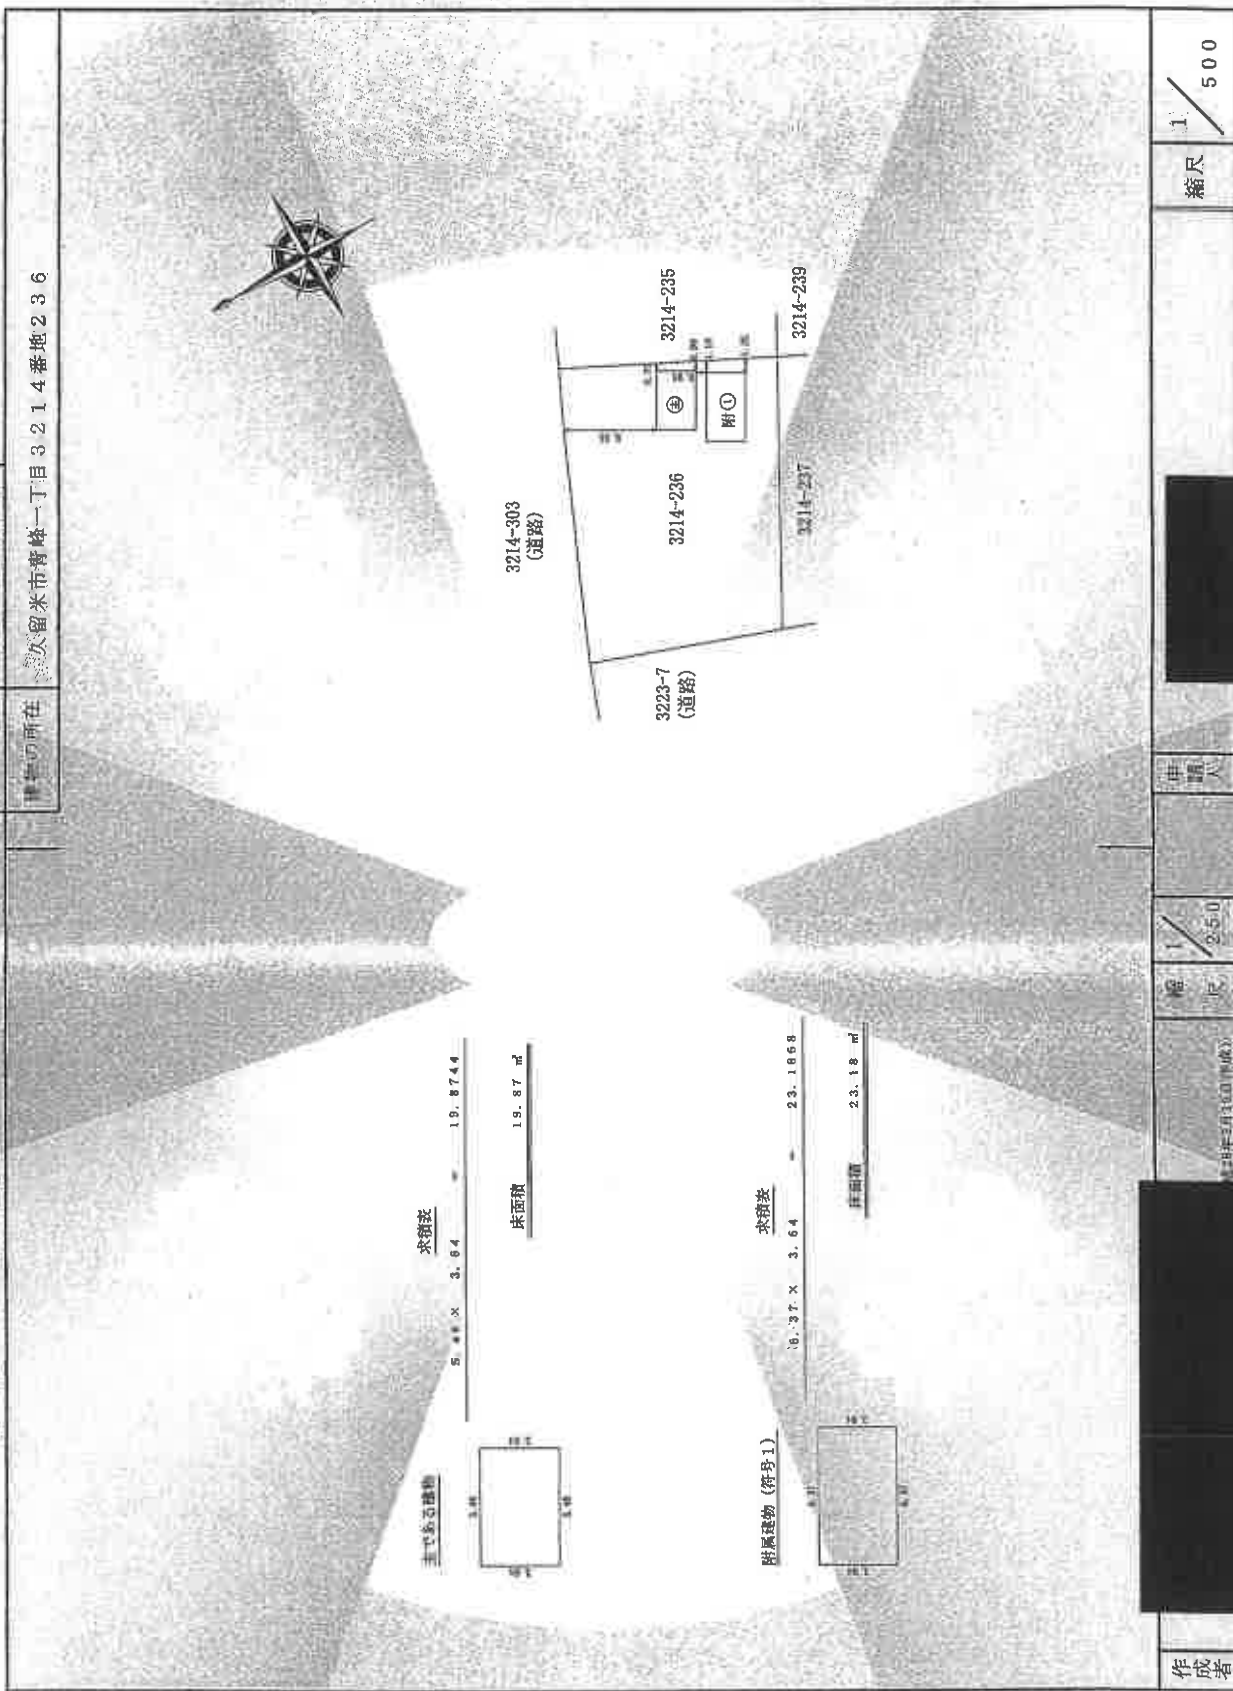 建物の所在
久留米市青峰一丁目3214番地236
主である建物
求積表
5.46 × 3.64 = 19.8744
床面積 19.87 ㎡
附属建物 (符号1)
求積表
6.37 × 3.64 = 23.1868
床面積 23.18 ㎡
3214-303
(道路)
3214-235
3214-236
主
附①
3214-239
3214-237
3223-7
(道路)
作成者
縮尺 1/250
申請人
縮尺 1/500